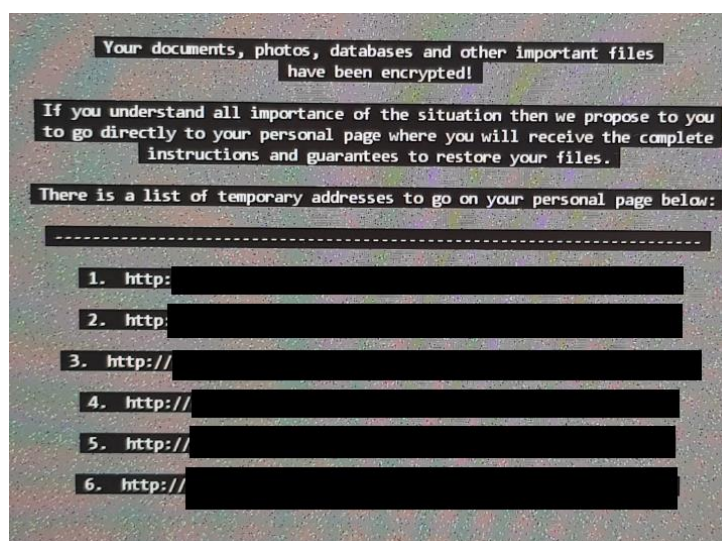 Your documents, photos, databases and other important files
have been encrypted!
If you understand all importance of the situation then we propose to you
to go directly to your personal page where you will receive the complete
instructions and guarantees to restore your files.
There is a list of temporary addresses to go on your personal page below:
--------------------------------------------------------------------------
1. http:
2. http:
3. http://
4. http://
5. http://
6. http://